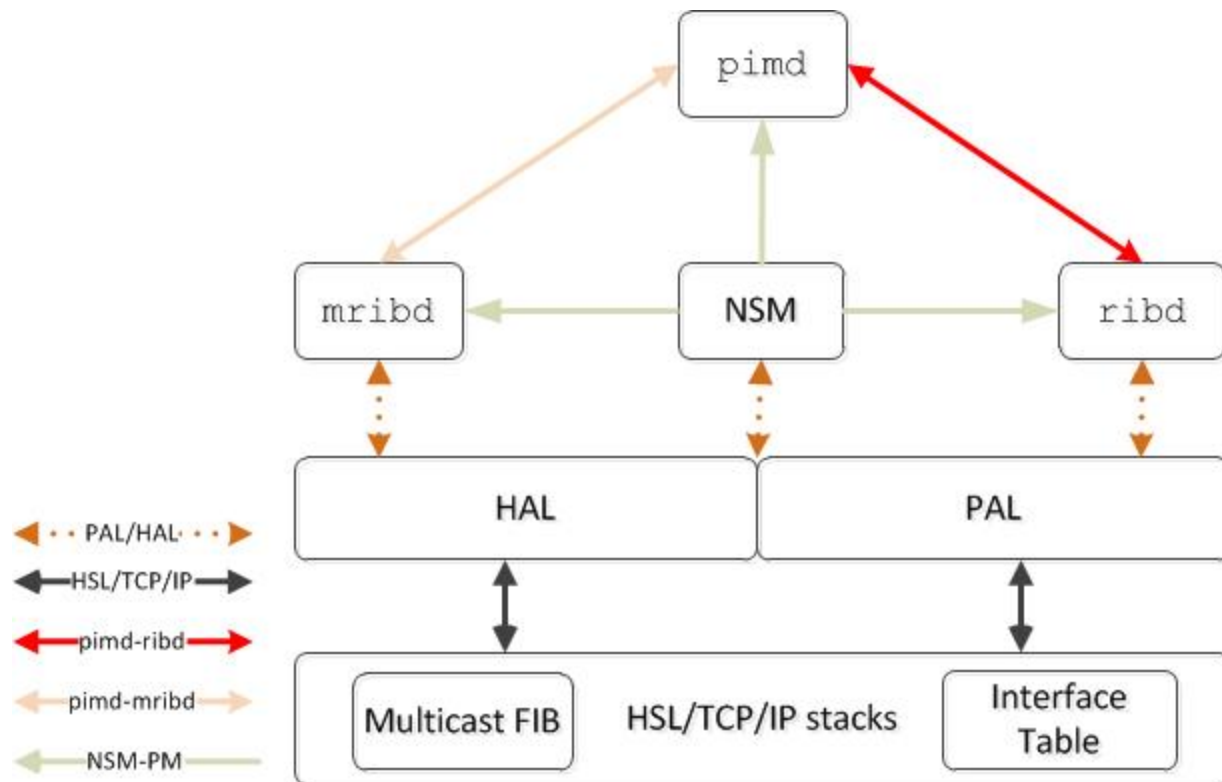 pimd
mribd
NSM
ribd
HAL
PAL
PAL/HAL
HSL/TCP/IP
pimd-ribd
pimd-mribd
NSM-PM
Multicast FIB
HSL/TCP/IP stacks
Interface
Table